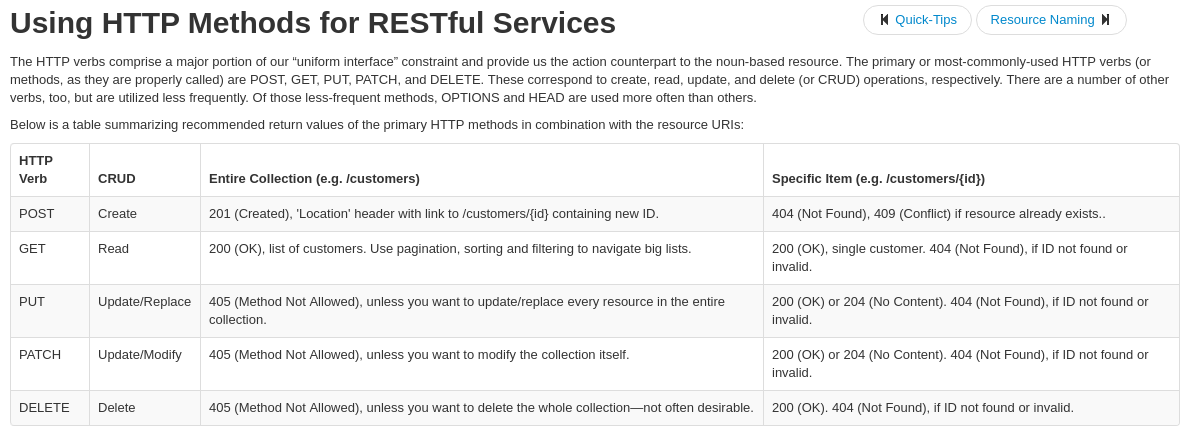 Using HTTP Methods for RESTful Services
Quick-Tips
Resource Naming
The HTTP verbs comprise a major portion of our “uniform interface” constraint and provide us the action counterpart to the noun-based resource. The primary or most-commonly-used HTTP verbs (or
methods, as they are properly called) are POST, GET, PUT, PATCH, and DELETE. These correspond to create, read, update, and delete (or CRUD) operations, respectively. There are a number of other
verbs, too, but are utilized less frequently. Of those less-frequent methods, OPTIONS and HEAD are used more often than others.
Below is a table summarizing recommended return values of the primary HTTP methods in combination with the resource URIs:
HTTP
Verb
CRUD
Entire Collection (e.g. /customers)
Specific Item (e.g. /customers/{id})
POST
Create
201 (Created), 'Location' header with link to /customers/{id} containing new ID.
404 (Not Found), 409 (Conflict) if resource already exists..
GET
Read
200 (OK), list of customers. Use pagination, sorting and filtering to navigate big lists.
200 (OK), single customer. 404 (Not Found), if ID not found or
invalid.
PUT
Update/Replace
405 (Method Not Allowed), unless you want to update/replace every resource in the entire
collection.
200 (OK) or 204 (No Content). 404 (Not Found), if ID not found or
invalid.
PATCH
Update/Modify
405 (Method Not Allowed), unless you want to modify the collection itself.
200 (OK) or 204 (No Content). 404 (Not Found), if ID not found or
invalid.
DELETE
Delete
405 (Method Not Allowed), unless you want to delete the whole collection—not often desirable.
200 (OK). 404 (Not Found), if ID not found or invalid.